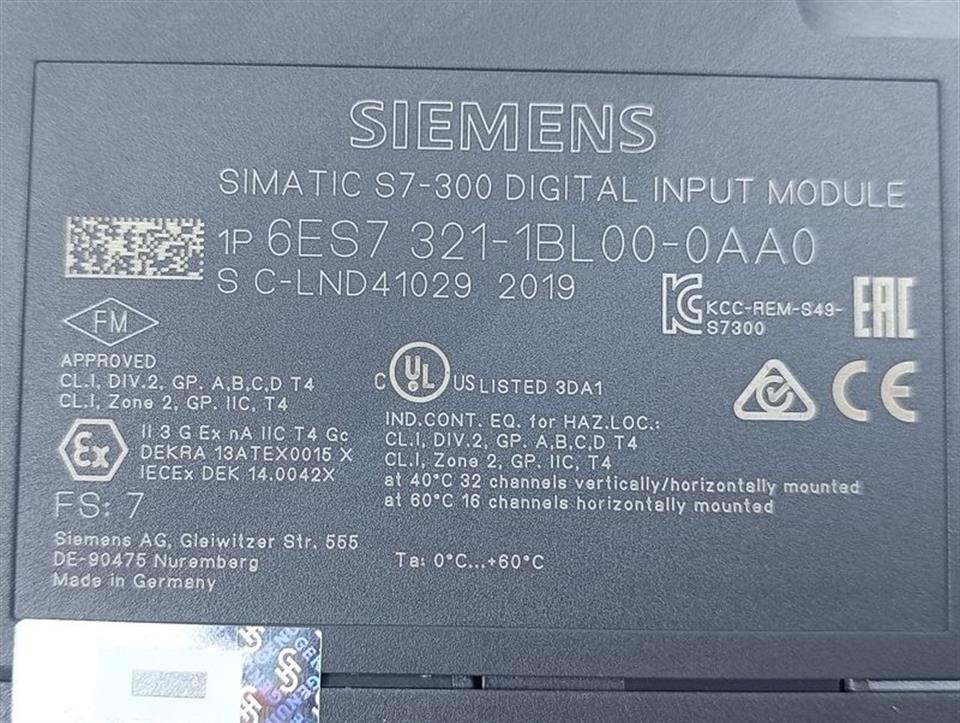 SIEMENS
SIMATIC S7-300 DIGITAL INPUT MODULE
1P 6ES7 321-1BL00-0AA0
S C-LND41029 2019
KCC-REM-S49-
S7300
EAC
FM
APPROVED
CL.I, DIV.2, GP. A,B,C,D T4
CL.I, Zone 2, GP. IIC, T4
C UL US LISTED 3DA1
CE
IND.CONT. EQ. for HAZ.LOC.:
CL.I, DIV.2, GP. A,B,C,D T4
CL.I, Zone 2, GP. IIC, T4
at 40°C 32 channels vertically/horizontally mounted
at 60°C 16 channels horizontally mounted
Ex
II 3 G Ex nA IIC T4 Gc
DEKRA 13ATEX0015 X
IECEx DEK 14.0042X
FS: 7
Siemens AG, Gleiwitzer Str. 555
DE-90475 Nuremberg
Made in Germany
Ta: 0°C...+60°C